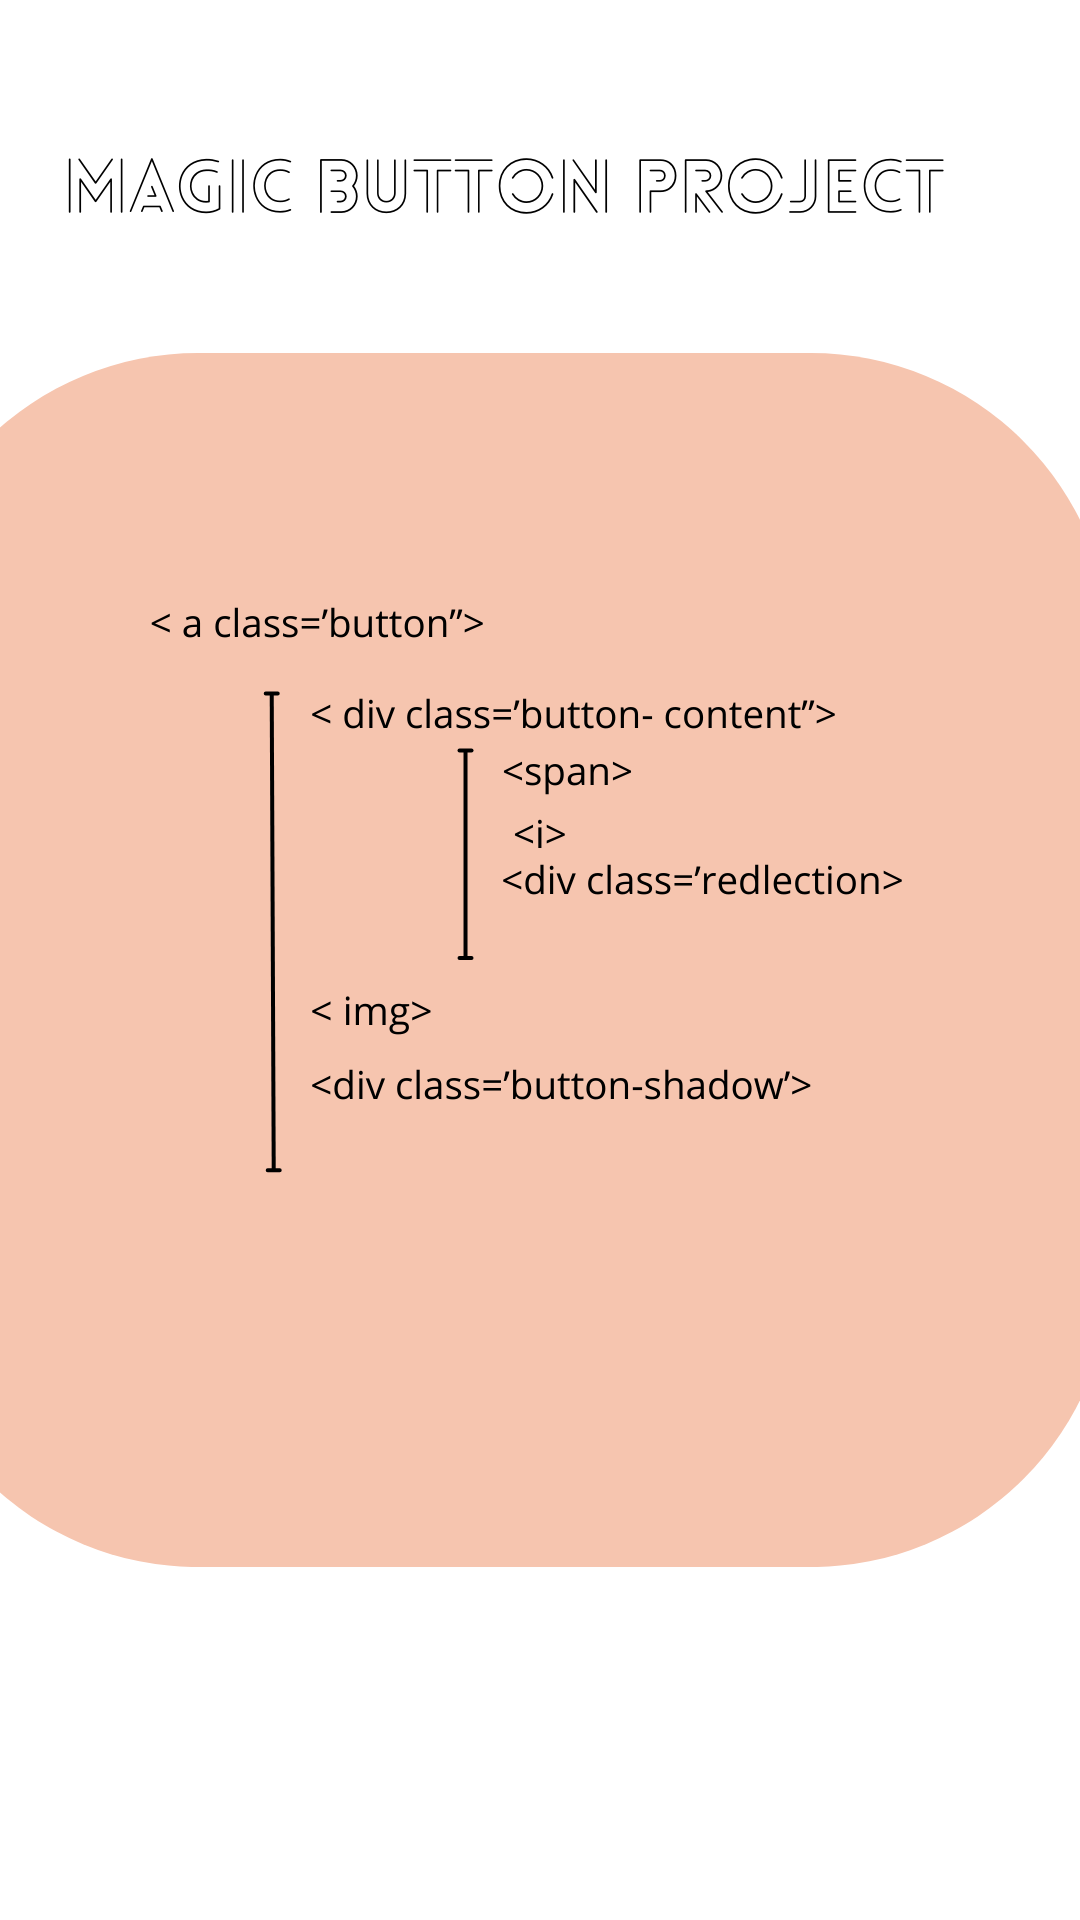 MAGIC BUTTON PROJECT
< a class=’button”>
< div class=’button- content”>
<span>
<i>
<div class=’redlection>
< img>
<div class=’button-shadow’>